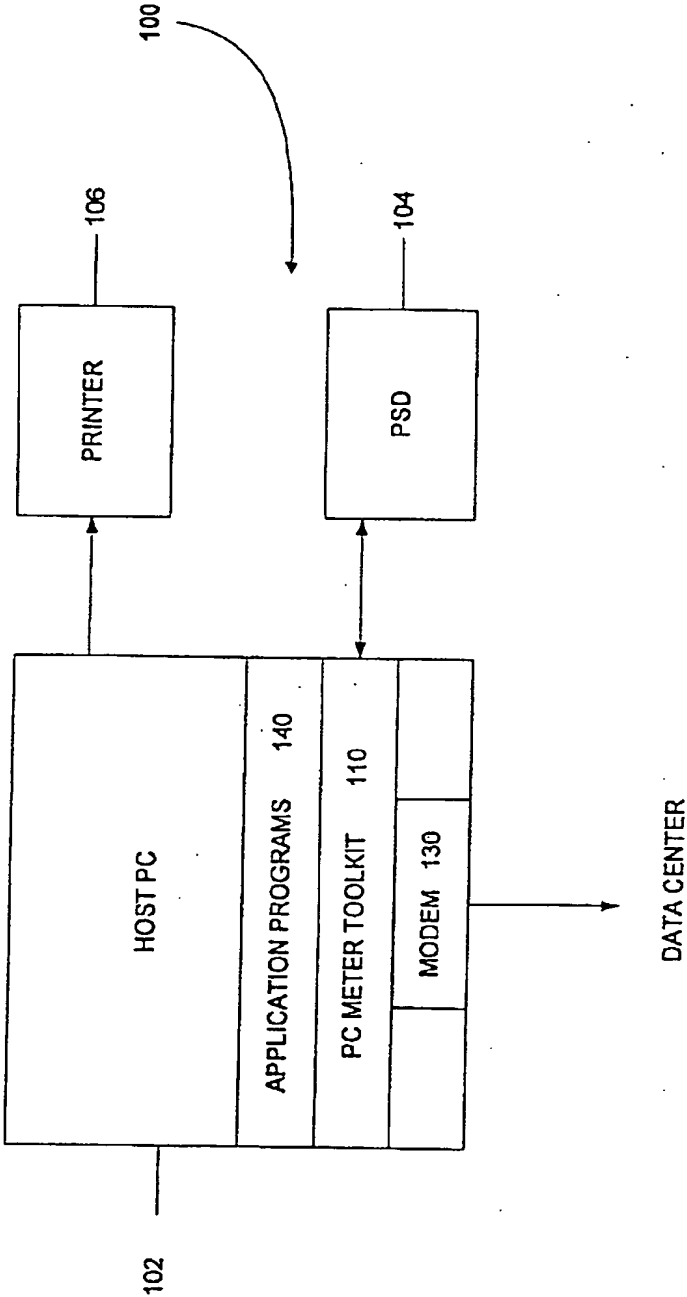 100
106
PRINTER
104
PSD
HOST PC
APPLICATION PROGRAMS 140
PC METER TOOLKIT 110
MODEM 130
102
DATA CENTER